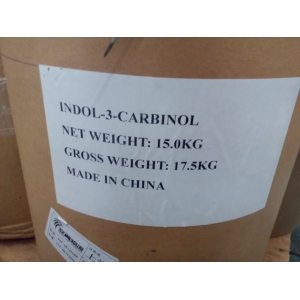 INDOL-3-CARBINOL
NET WEIGHT: 15.0KG
GROSS WEIGHT: 17.5KG
MADE IN CHINA